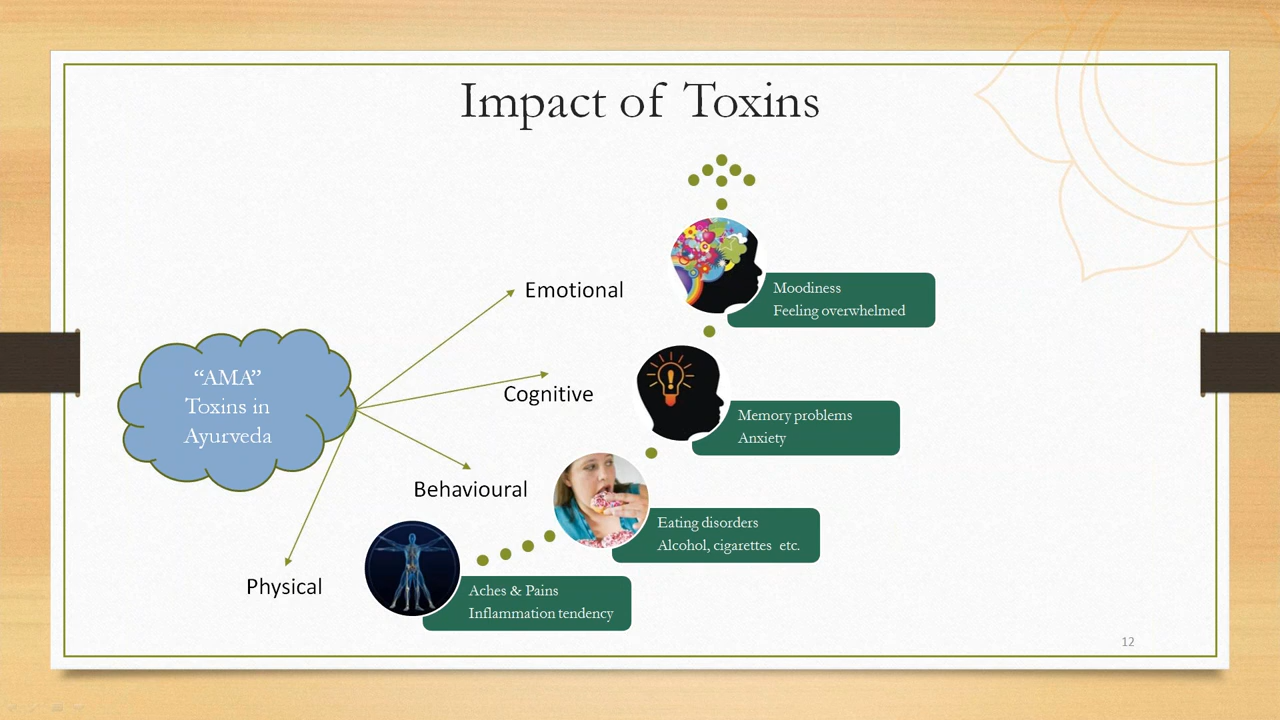 Impact of Toxins
Emotional
Moodiness
Feeling overwhelmed
“AMA”
Toxins in
Ayurveda
Cognitive
Memory problems
Anxiety
Behavioural
Eating disorders
Alcohol, cigarettes etc.
Physical
Aches & Pains
Inflammation tendency
12